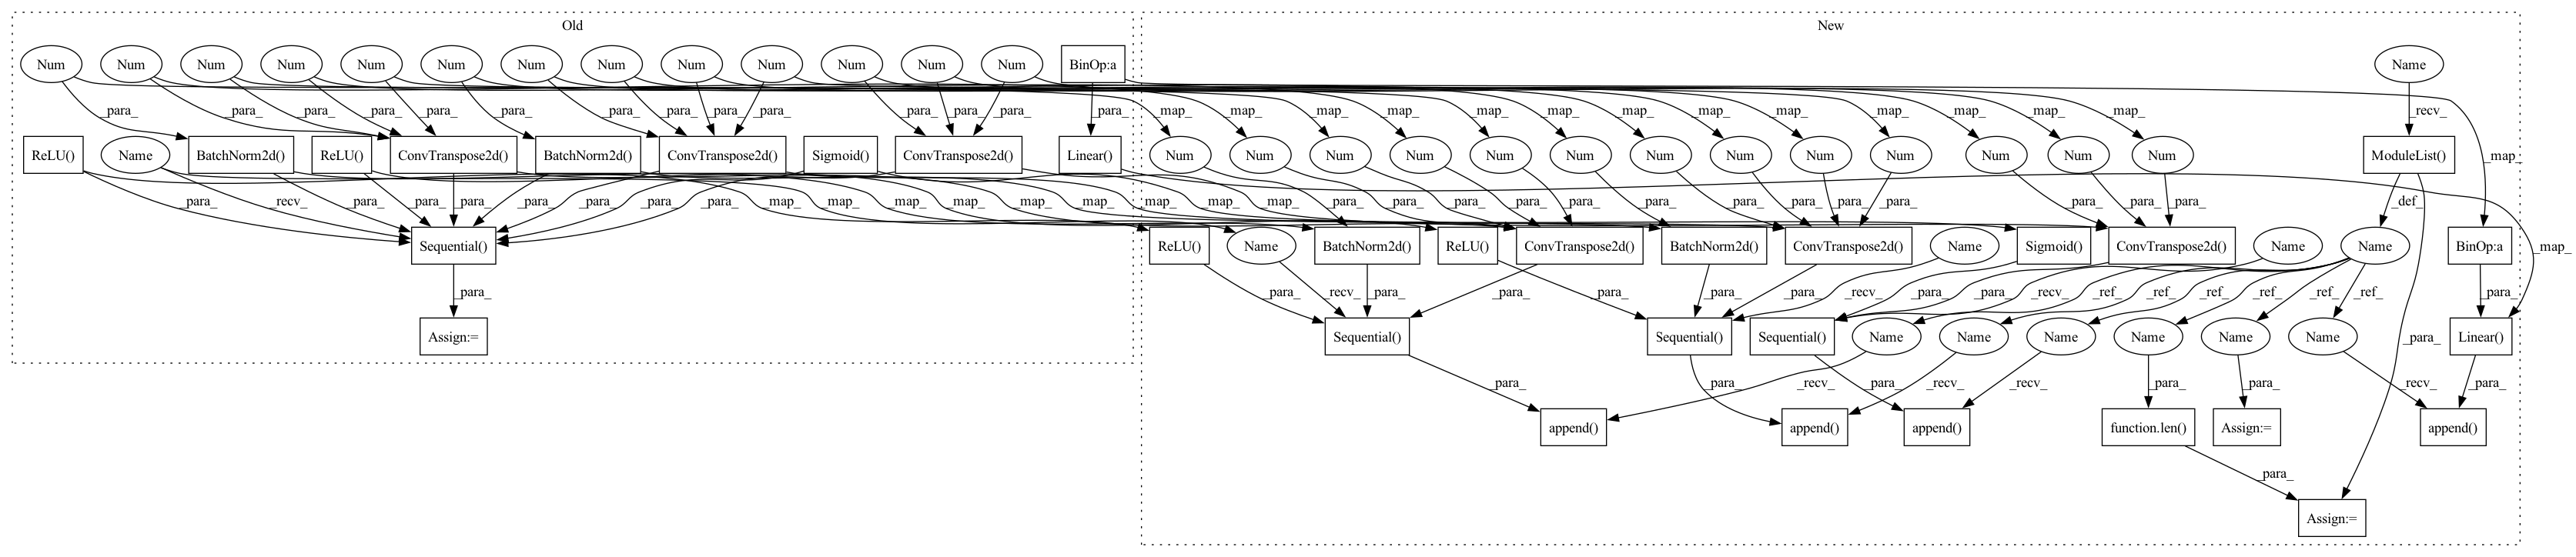 Old New
Num Num Num Num Num Num Num Num Num Num Num Num Num BinOp:a Name
_para_ _para_ _para_ _para_ _para_ _para_ _para_ _para_ _para_ _para_ _para_ _para_ _para_ _para_ _map_ _map_ _map_ _map_ _map_ _map_ _map_ _map_ _map_ _map_ _map_ _map_ _map_ _recv_
ReLU() Name BatchNorm2d() ReLU() ConvTranspose2d() BatchNorm2d() ConvTranspose2d() Sigmoid() ConvTranspose2d() Linear() Num Num Num Num Num Num Num Num Num Num Num Num Num _map_ ModuleList()
_para_ _recv_ _para_ _para_ _para_ _para_ _para_ _para_ _para_ _map_ _map_ _map_ _map_ _map_ _map_ _map_ _map_ _map_ _para_ _para_ _para_ _para_ _para_ _para_ _para_ _para_ _para_ _para_ _para_ _para_ _def_
Sequential() ReLU() Name BatchNorm2d() ReLU() ConvTranspose2d() BatchNorm2d() ConvTranspose2d() Name Sigmoid() ConvTranspose2d() Name Name BinOp:a _map_
_para_ _para_ _recv_ _para_ _para_ _para_ _para_ _para_ _recv_ _para_ _para_ _recv_ _ref_ _ref_ _ref_ _ref_ _ref_ _para_
Assign:= Sequential() Sequential() Sequential() Name Name Name Name Name Name _para_ Linear()
_para_ _para_ _recv_ _para_ _recv_ _recv_ _para_ _para_ _recv_ _para_
append() append() append() function.len() Assign:= append()
_para_
Assign:=